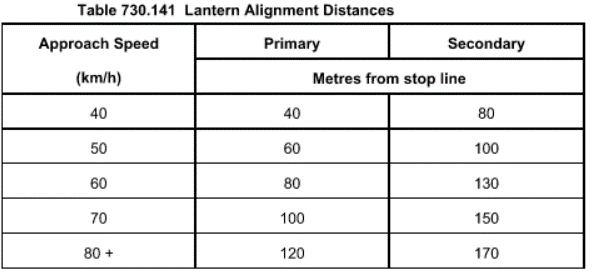 Table 730.141 Lantern Alignment Distances
Approach Speed Primary Secondary
(km/h) Metres from stop line
40 40 80
50 60 100
60 80 130
70 100 150
80 + 120 170